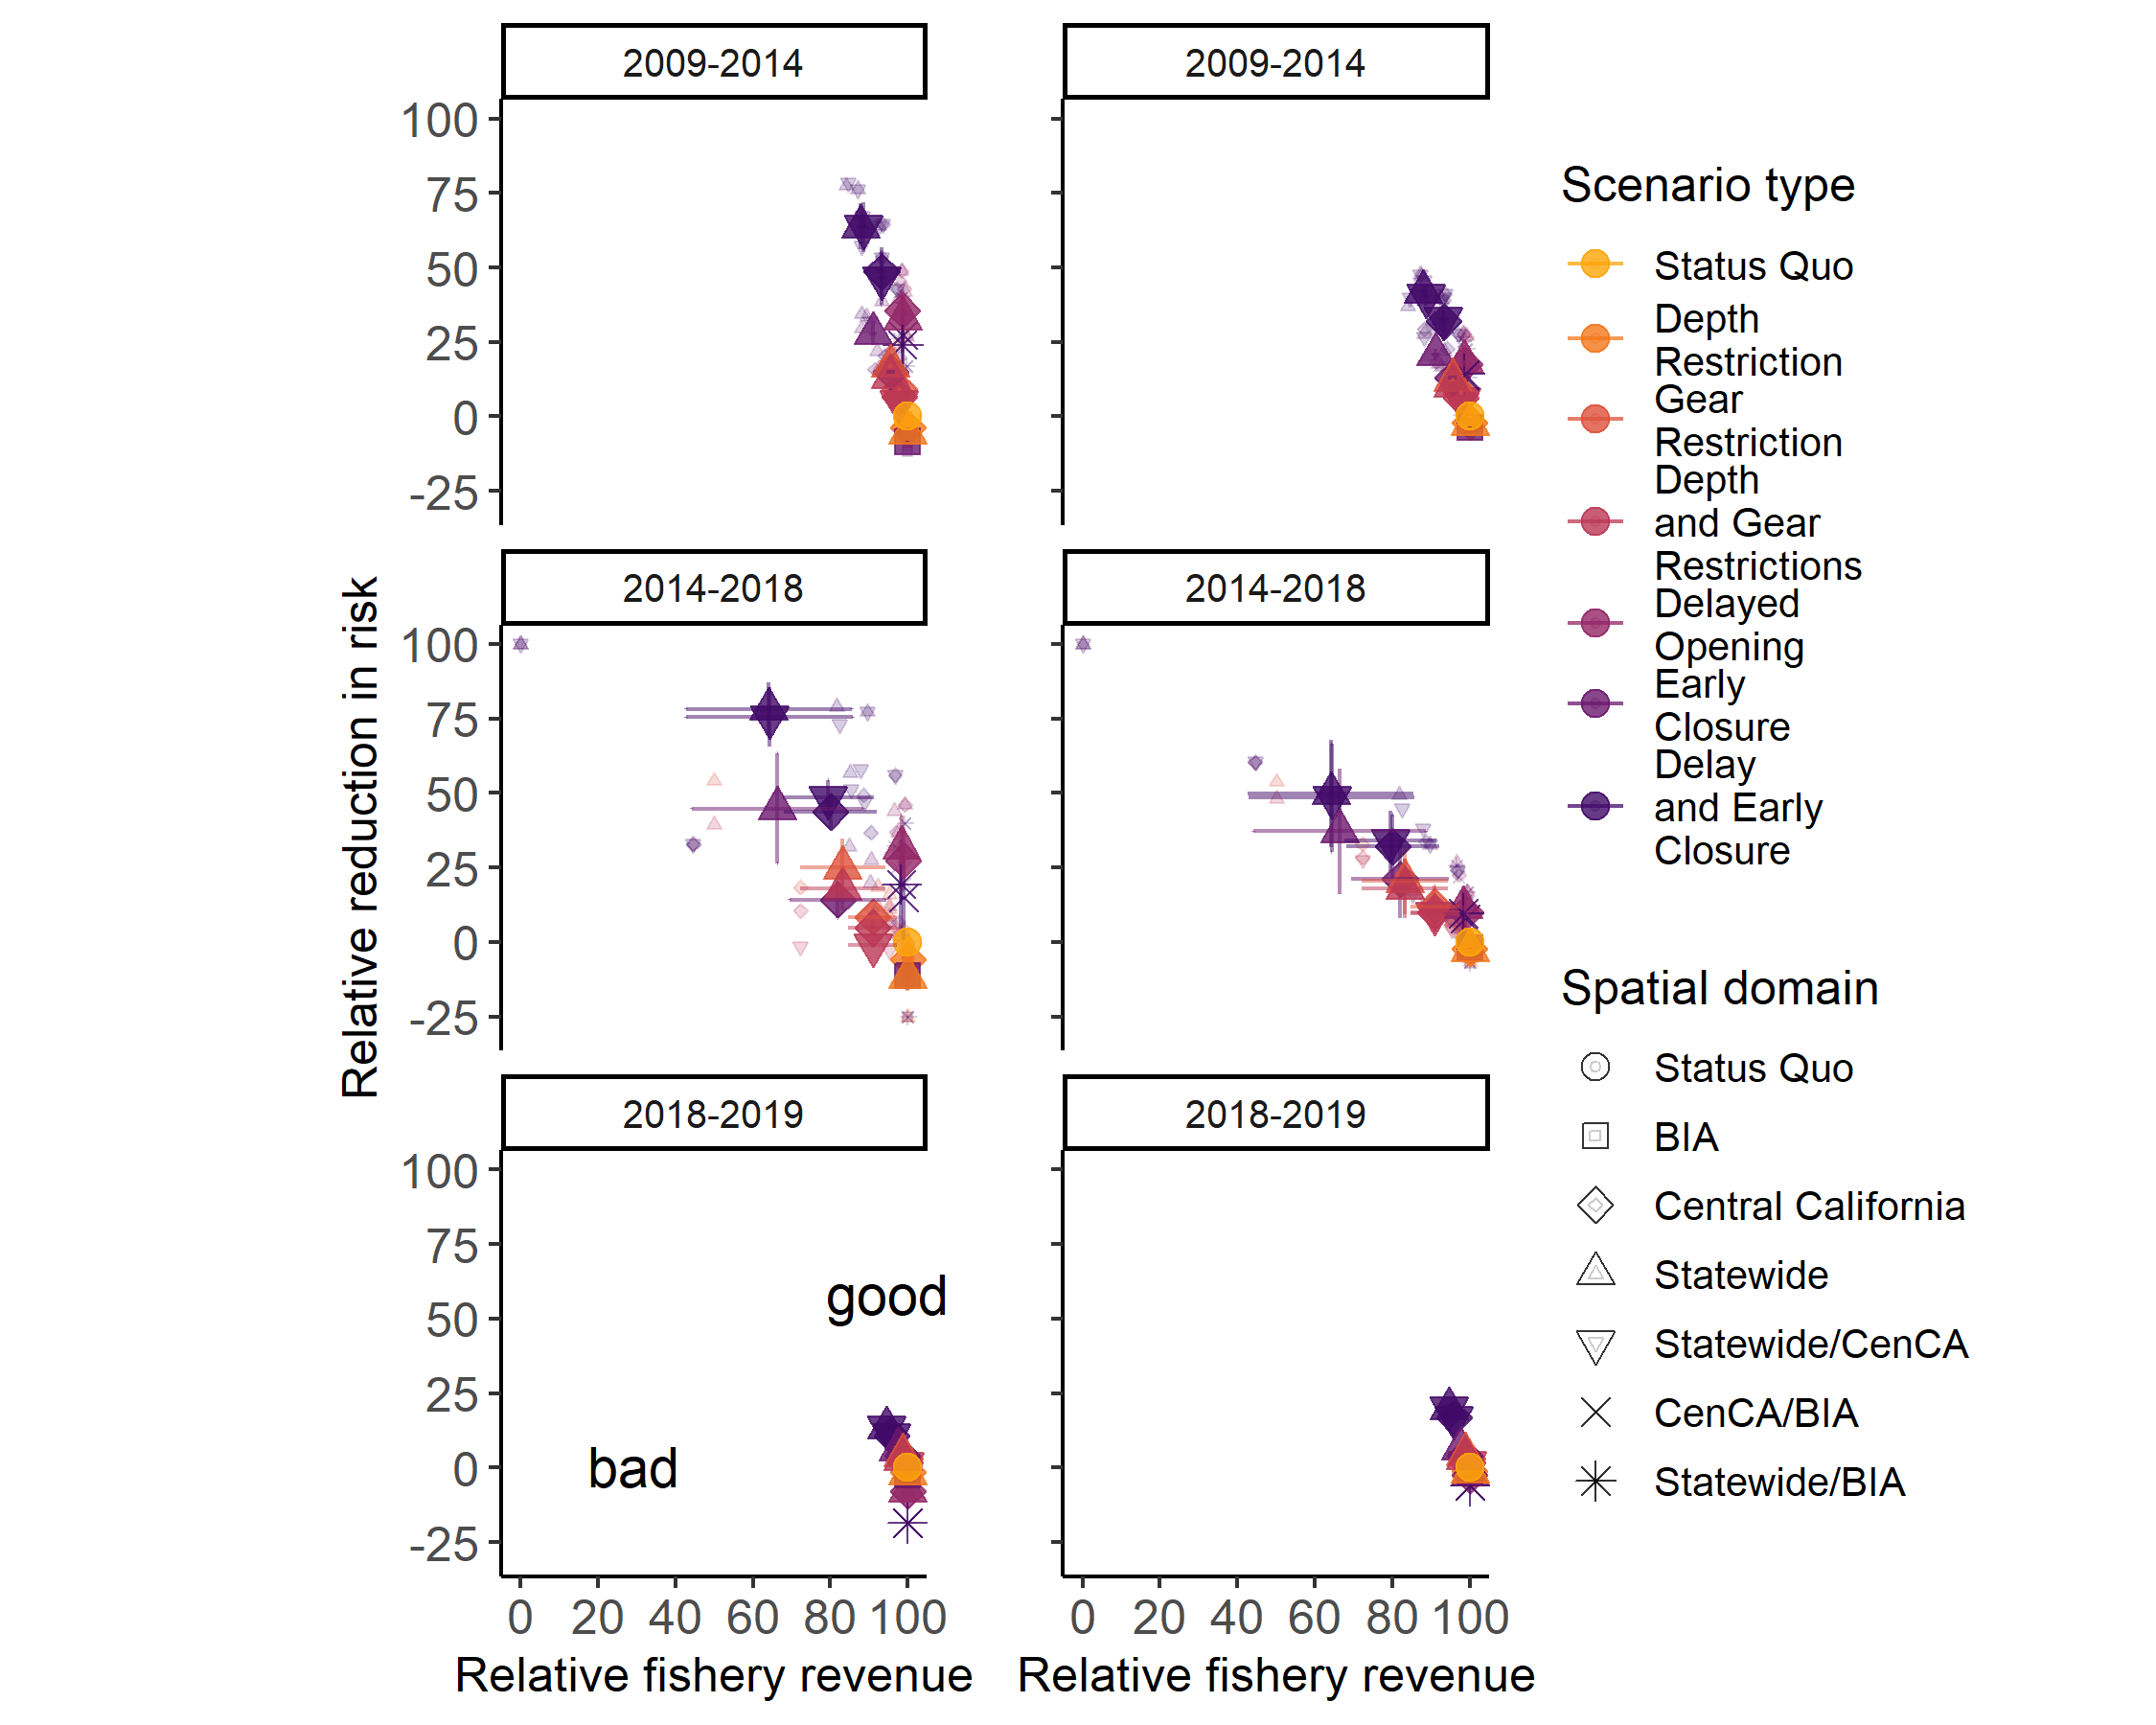 2009-2014
2009-2014
100
75
50
25
0
-25
2014-2018
2014-2018
100
75
50
25
0
-25
Relative reduction in risk
2018-2019
2018-2019
100
75
50
25
0
-25
good
bad
0 20 40 60 80 100
0 20 40 60 80 100
Relative fishery revenue
Relative fishery revenue
Scenario type
Status Quo
Depth
Restriction
Gear
Restriction
Depth
and Gear
Restrictions
Delayed
Opening
Early
Closure
Delay
and Early
Closure
Spatial domain
Status Quo
BIA
Central California
Statewide
Statewide/CenCA
CenCA/BIA
Statewide/BIA